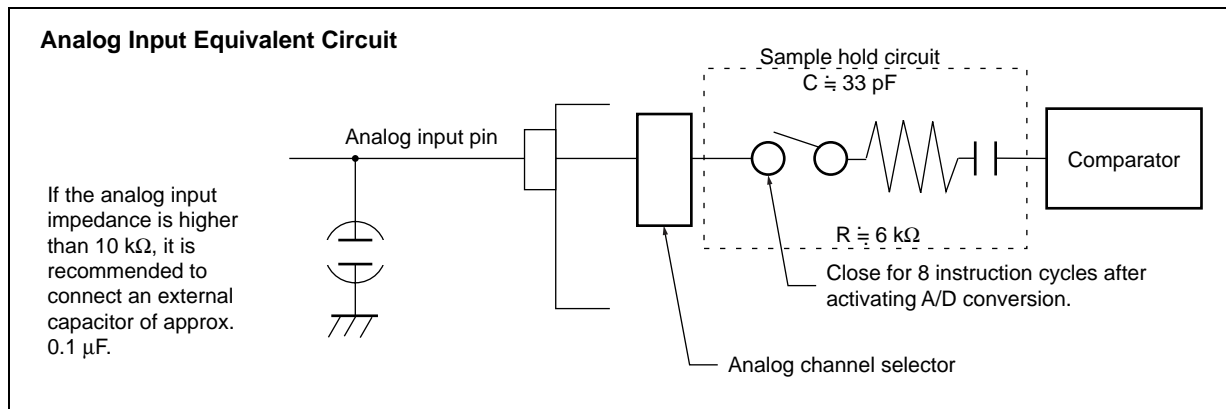 Analog Input Equivalent Circuit
Sample hold circuit
C ≒ 33 pF
Analog input pin
Comparator
If the analog input
impedance is higher
than 10 kΩ, it is
recommended to
connect an external
capacitor of approx.
0.1 µF.
R ≒ 6 kΩ
Close for 8 instruction cycles after
activating A/D conversion.
Analog channel selector